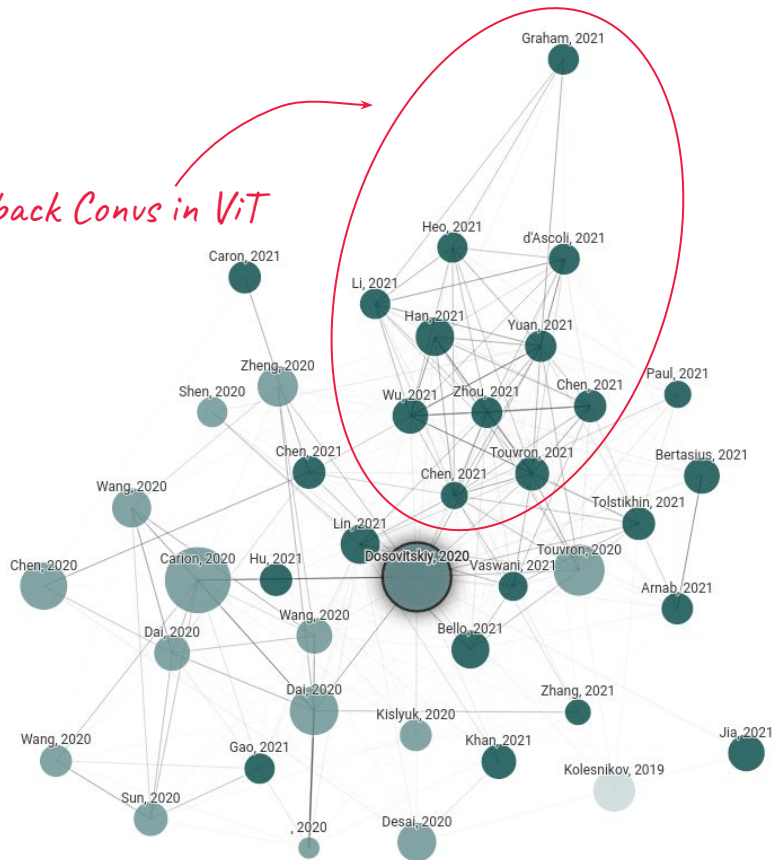 Graham, 2021
back Convs in ViT
Heo, 2021
d'Ascoli, 2021
Caron, 2021
Li, 2021
Han, 2021
Yuan, 2021
Zheng, 2020
Shen, 2020
Wu, 2021
Zhou, 2021
Chen, 2021
Paul, 2021
Chen, 2021
Chen, 2021
Touvron, 2021
Bertasius, 2021
Wang, 2020
Tolstikhin, 2021
Lin, 2021
Chen, 2020
Carion, 2020
Hu, 2021
Dosovitskiy, 2020
Vaswani, 2021
Touvron, 2020
Arnab, 2021
Wang, 2020
Dai, 2020
Bello, 2021
Dai, 2020
Zhang, 2021
Kislyuk, 2020
Wang, 2020
Gao, 2021
Khan, 2021
Jia, 2021
Kolesnikov, 2019
Sun, 2020
, 2020
Desai, 2020